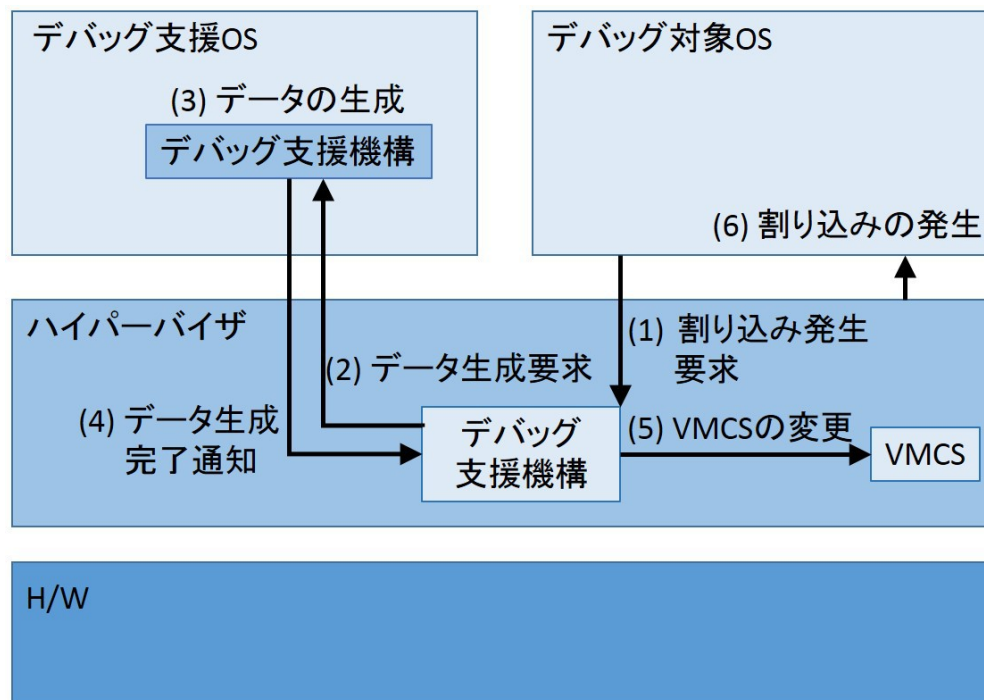 デバッグ支援OS
デバッグ対象OS
(3) データの生成
デバッグ支援機構
(6) 割り込みの発生
ハイパーバイザ
(1) 割り込み発生
要求
(2) データ生成要求
(4) データ生成
完了通知
デバッグ
支援機構
(5) VMCSの変更
VMCS
H/W